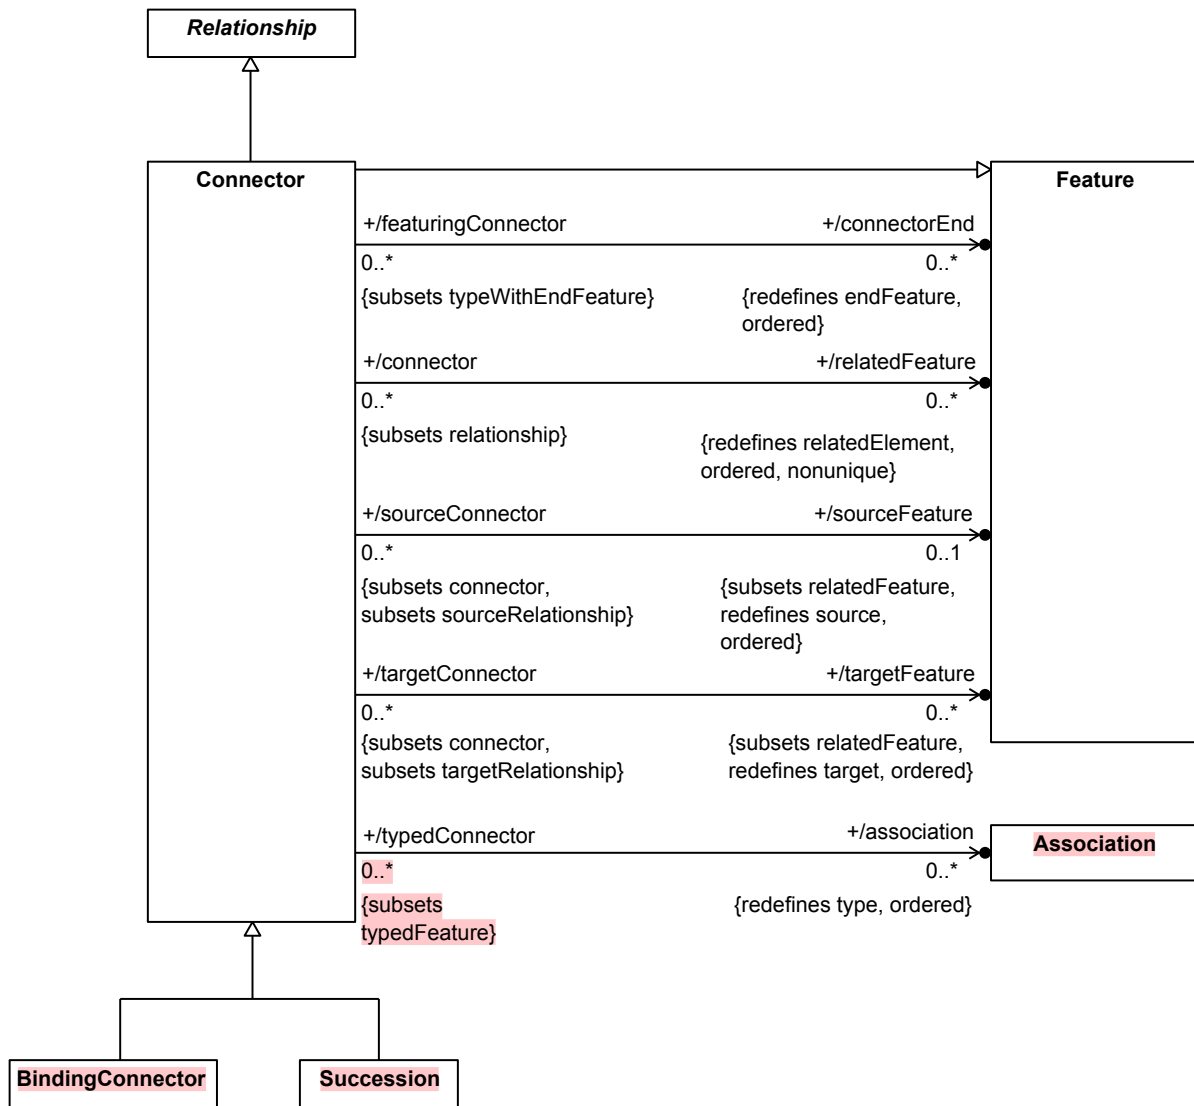 Relationship
Connector
Feature
+/featuringConnector
+/connectorEnd
0..*
0..*
{subsets typeWithEndFeature}
{redefines endFeature,
ordered}
+/connector
+/relatedFeature
0..*
0..*
{subsets relationship}
{redefines relatedElement,
ordered, nonunique}
+/sourceConnector
+/sourceFeature
0..*
0..1
{subsets connector,
subsets sourceRelationship}
{subsets relatedFeature,
redefines source,
ordered}
+/targetConnector
+/targetFeature
0..*
0..*
{subsets connector,
subsets targetRelationship}
{subsets relatedFeature,
redefines target, ordered}
+/typedConnector
+/association
Association
0..*
0..*
{subsets
typedFeature}
{redefines type, ordered}
BindingConnector
Succession